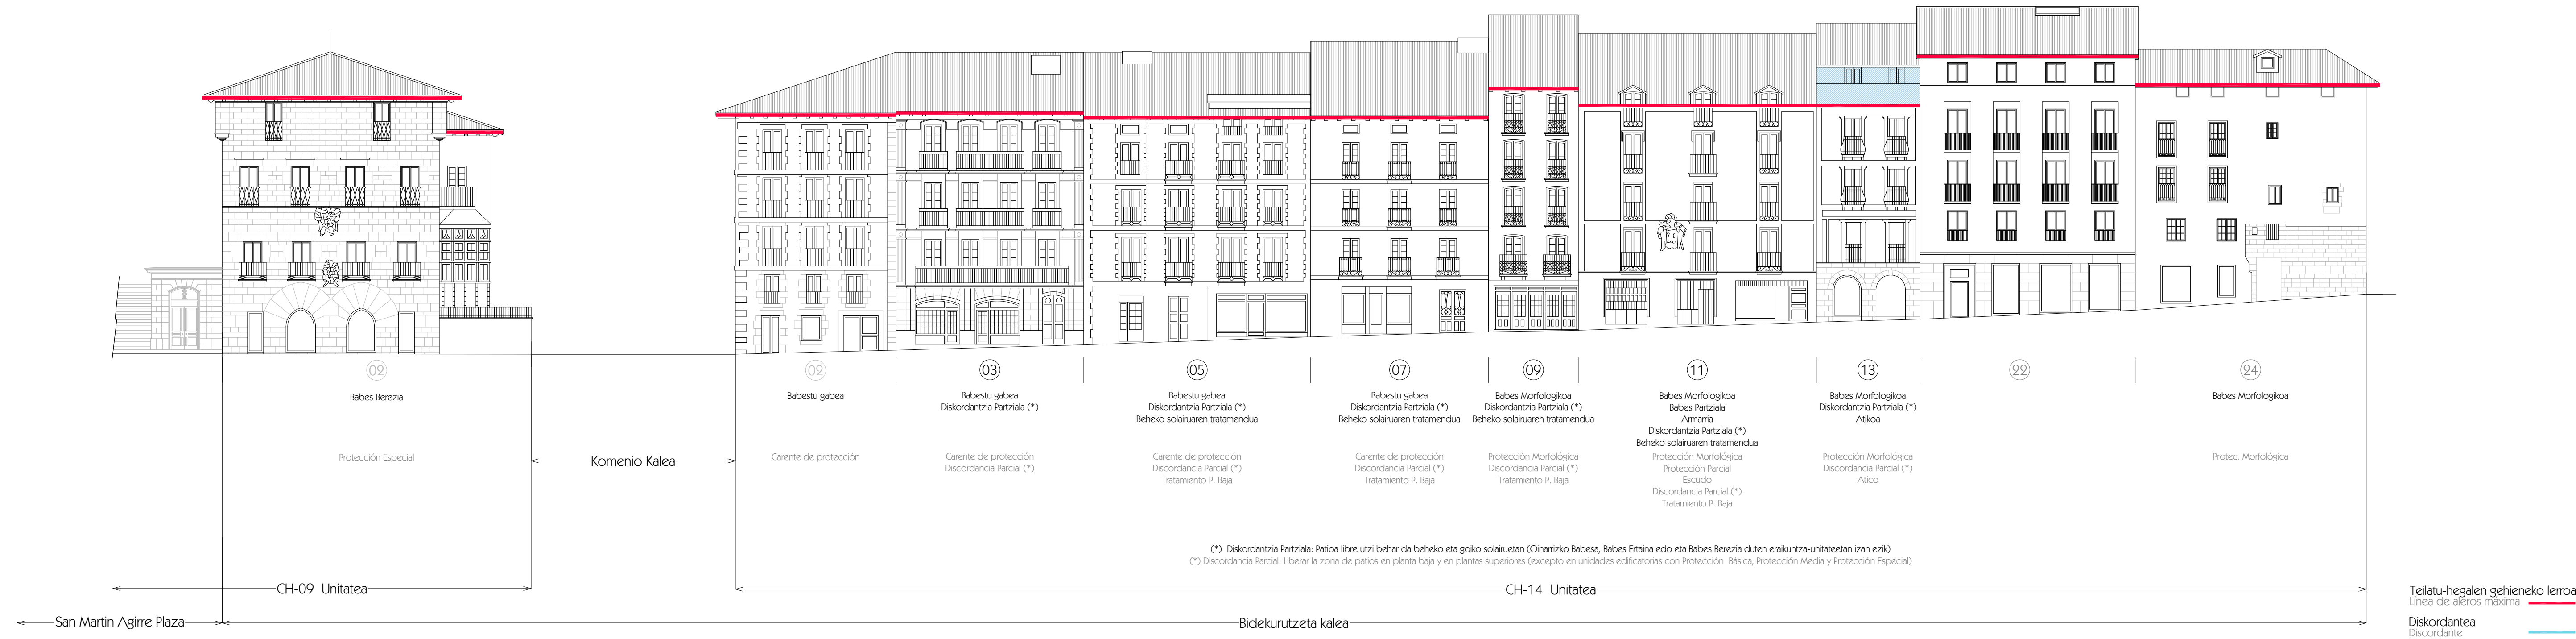 02
Babes Berezia
Protección Especial
Komenio Kalea
02
Babestu gabea
Carente de protección
03
Babestu gabea
Diskordantzia Partziala (*)
Carente de protección
Discordancia Parcial (*)
05
Babestu gabea
Diskordantzia Partziala (*)
Beheko solairuaren tratamendua
Carente de protección
Discordancia Parcial (*)
Tratamiento P. Baja
07
Babestu gabea
Diskordantzia Partziala (*)
Beheko solairuaren tratamendua
Carente de protección
Discordancia Parcial (*)
Tratamiento P. Baja
09
Babes Morfologikoa
Diskordantzia Partziala (*)
Beheko solairuaren tratamendua
Protección Morfológica
Discordancia Parcial (*)
Tratamiento P. Baja
11
Babes Morfologikoa
Babes Partziala
Armarria
Diskordantzia Partziala (*)
Beheko solairuaren tratamendua
Protección Morfológica
Protección Parcial
Escudo
Discordancia Parcial (*)
Tratamiento P. Baja
13
Babes Morfologikoa
Diskordantzia Partziala (*)
Atikoa
Protección Morfológica
Discordancia Parcial (*)
Atico
22
24
Babes Morfologikoa
Protec. Morfológica
(*) Diskordantzia Partziala: Patioa libre utzi behar da beheko eta goiko solairuetan (Oinarrizko Babesa, Babes Ertaina edo eta Babes Berezia duten eraikuntza-unitateetan izan ezik)
(*) Discordancia Parcial: Liberar la zona de patios en planta baja y en plantas superiores (excepto en unidades edificatorias con Protección Básica, Protección Media y Protección Especial)
CH-09 Unitatea
CH-14 Unitatea
San Martin Agirre Plaza
Bidekurutzeta kalea
Teilatu-hegalen gehieneko lerroa
Línea de aleros máxima
Diskordantea
Discordante